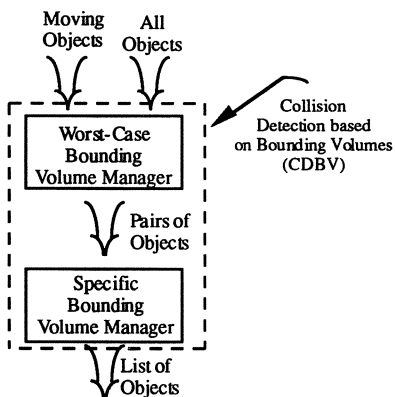 Moving
Objects
All
Objects
Collision
Detection based
on Bounding Volumes
(CDBV)
Worst-Case
Bounding
Volume Manager
Pairs of
Objects
Specific
Bounding
Volume Manager
List of
Objects